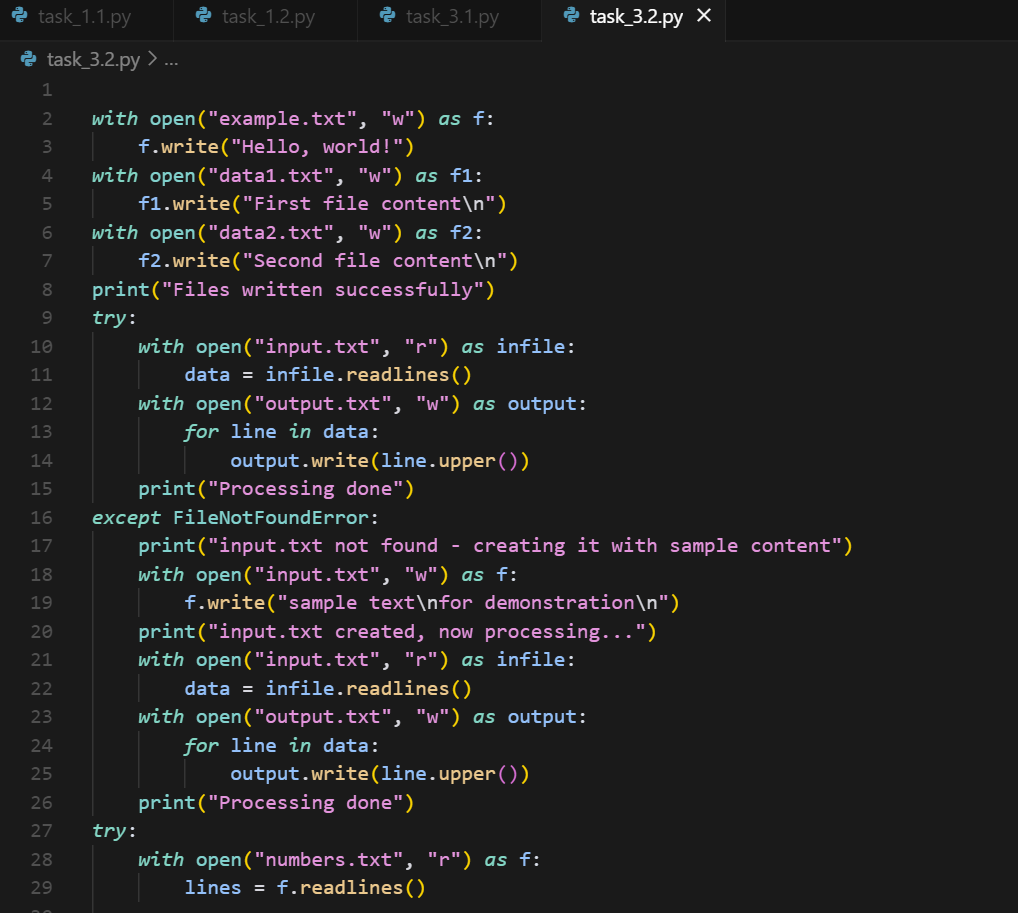 task_1.1.py task_1.2.py task_3.1.py task_3.2.py ×
task_3.2.py > ...
1
2 with open("example.txt", "w") as f:
3     f.write("Hello, world!")
4 with open("data1.txt", "w") as f1:
5     f1.write("First file content\n")
6 with open("data2.txt", "w") as f2:
7     f2.write("Second file content\n")
8 print("Files written successfully")
9 try:
10     with open("input.txt", "r") as infile:
11         data = infile.readlines()
12     with open("output.txt", "w") as output:
13         for line in data:
14             output.write(line.upper())
15     print("Processing done")
16 except FileNotFoundError:
17     print("input.txt not found - creating it with sample content")
18     with open("input.txt", "w") as f:
19         f.write("sample text\nfor demonstration\n")
20     print("input.txt created, now processing...")
21     with open("input.txt", "r") as infile:
22         data = infile.readlines()
23     with open("output.txt", "w") as output:
24         for line in data:
25             output.write(line.upper())
26     print("Processing done")
27 try:
28     with open("numbers.txt", "r") as f:
29         lines = f.readlines()